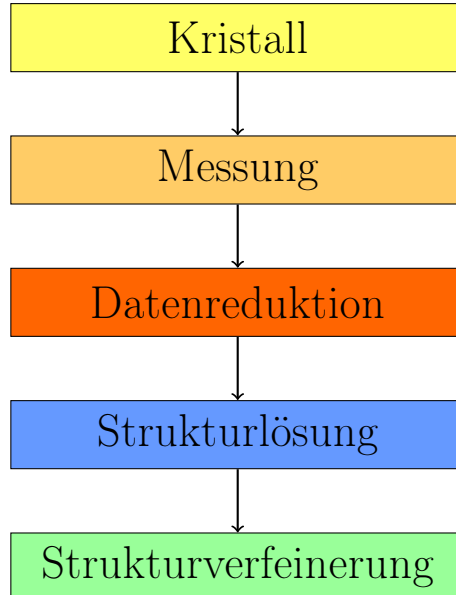 Kristall
Messung
Datenreduktion
Strukturlösung
Strukturverfeinerung